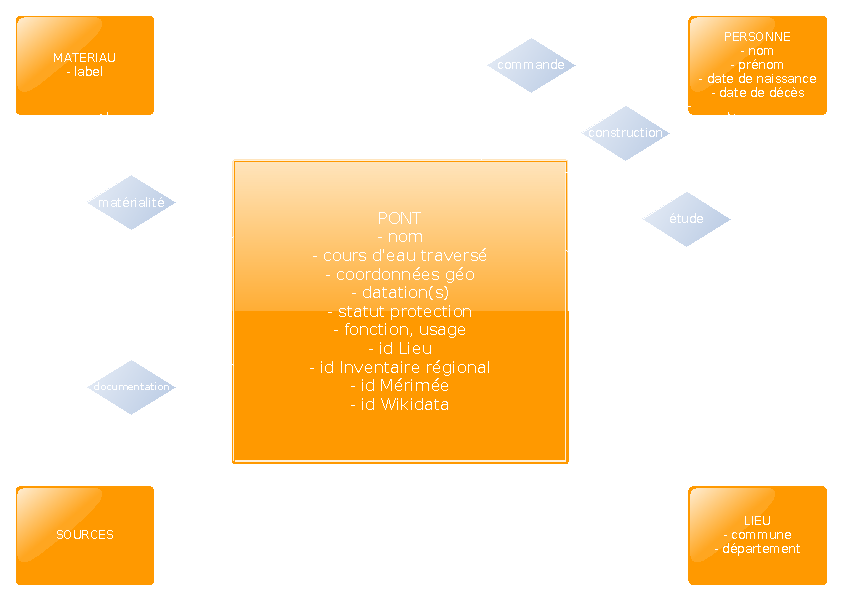 MATERIAU
- label
commande
PERSONNE
- nom
- prénom
- date de naissance
- date de décès
construction
matérialité
étude
PONT
- nom
- cours d'eau traversé
- coordonnées géo
- datation(s)
- statut protection
- fonction, usage
- id Lieu
- id Inventaire régional
- id Mérimée
- id Wikidata
documentation
SOURCES
LIEU
- commune
- département